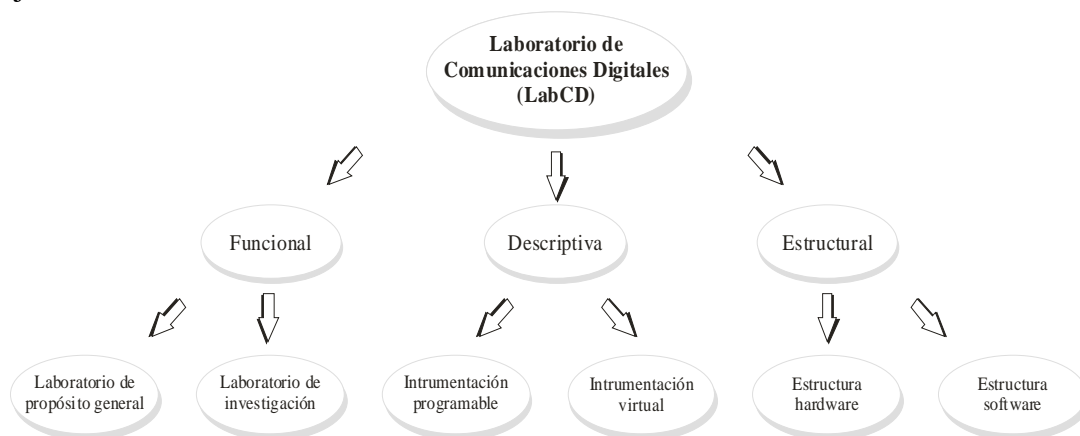 Laboratorio de
Comunicaciones Digitales
(LabCD)
Funcional
Descriptiva
Estructural
Laboratorio de
propósito general
Laboratorio de
investigación
Intrumentación
programable
Intrumentación
virtual
Estructura
hardware
Estructura
software